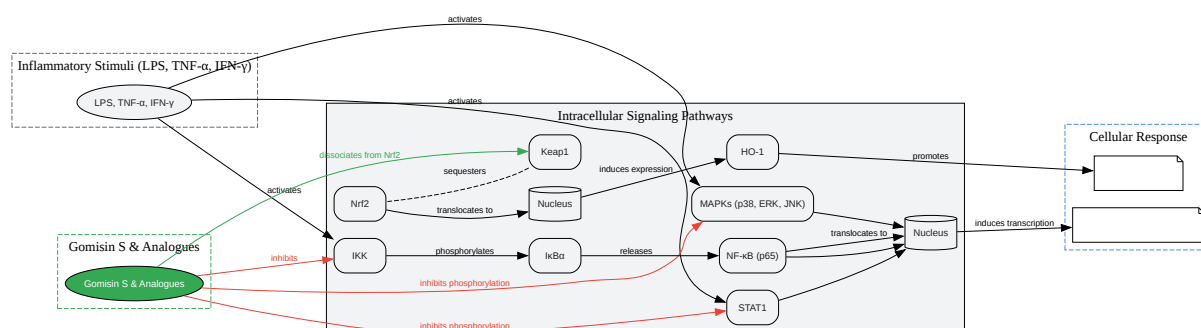 activates
Inflammatory Stimuli (LPS, TNF-α, IFN-γ)
LPS, TNF-α, IFN-γ
activates
Intracellular Signaling Pathways
Cellular Response
dissociates from Nrf2
Keap1
HO-1
promotes
sequesters
induces expression
activates
Nrf2
translocates to
Nucleus
MAPKs (p38, ERK, JNK)
translocates to
Nucleus
induces transcription
Gomisin S & Analogues
Gomisin S & Analogues
inhibits
IKK
phosphorylates
IκBα
releases
NF-κB (p65)
inhibits phosphorylation
STAT1
inhibits phosphorylation